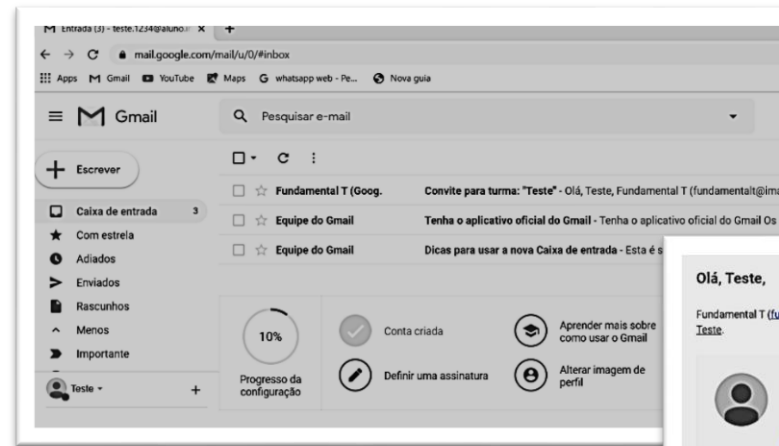 Entrada (3) - teste.1234@aluno.ir
mail.google.com/mail/u/0/#inbox
Apps Gmail YouTube Maps whatsapp web - Pe... Nova guia
Gmail
Pesquisar e-mail
Escrever
Fundamental T (Goog. Convite para turma: "Teste" - Olá, Teste, Fundamental T (fundamentalt@ima
Caixa de entrada 3
Equipe do Gmail Tenha o aplicativo oficial do Gmail - Tenha o aplicativo oficial do Gmail Os
Com estrela
Equipe do Gmail Dicas para usar a nova Caixa de entrada - Esta é s
Adiados
Enviados
Rascunhos
Menos
Importante
Teste
10%
Progresso da
configuração
Conta criada
Definir uma assinatura
Aprender mais sobre
como usar o Gmail
Alterar imagem de
perfil
Olá, Teste,
Fundamental T (fu
Teste.